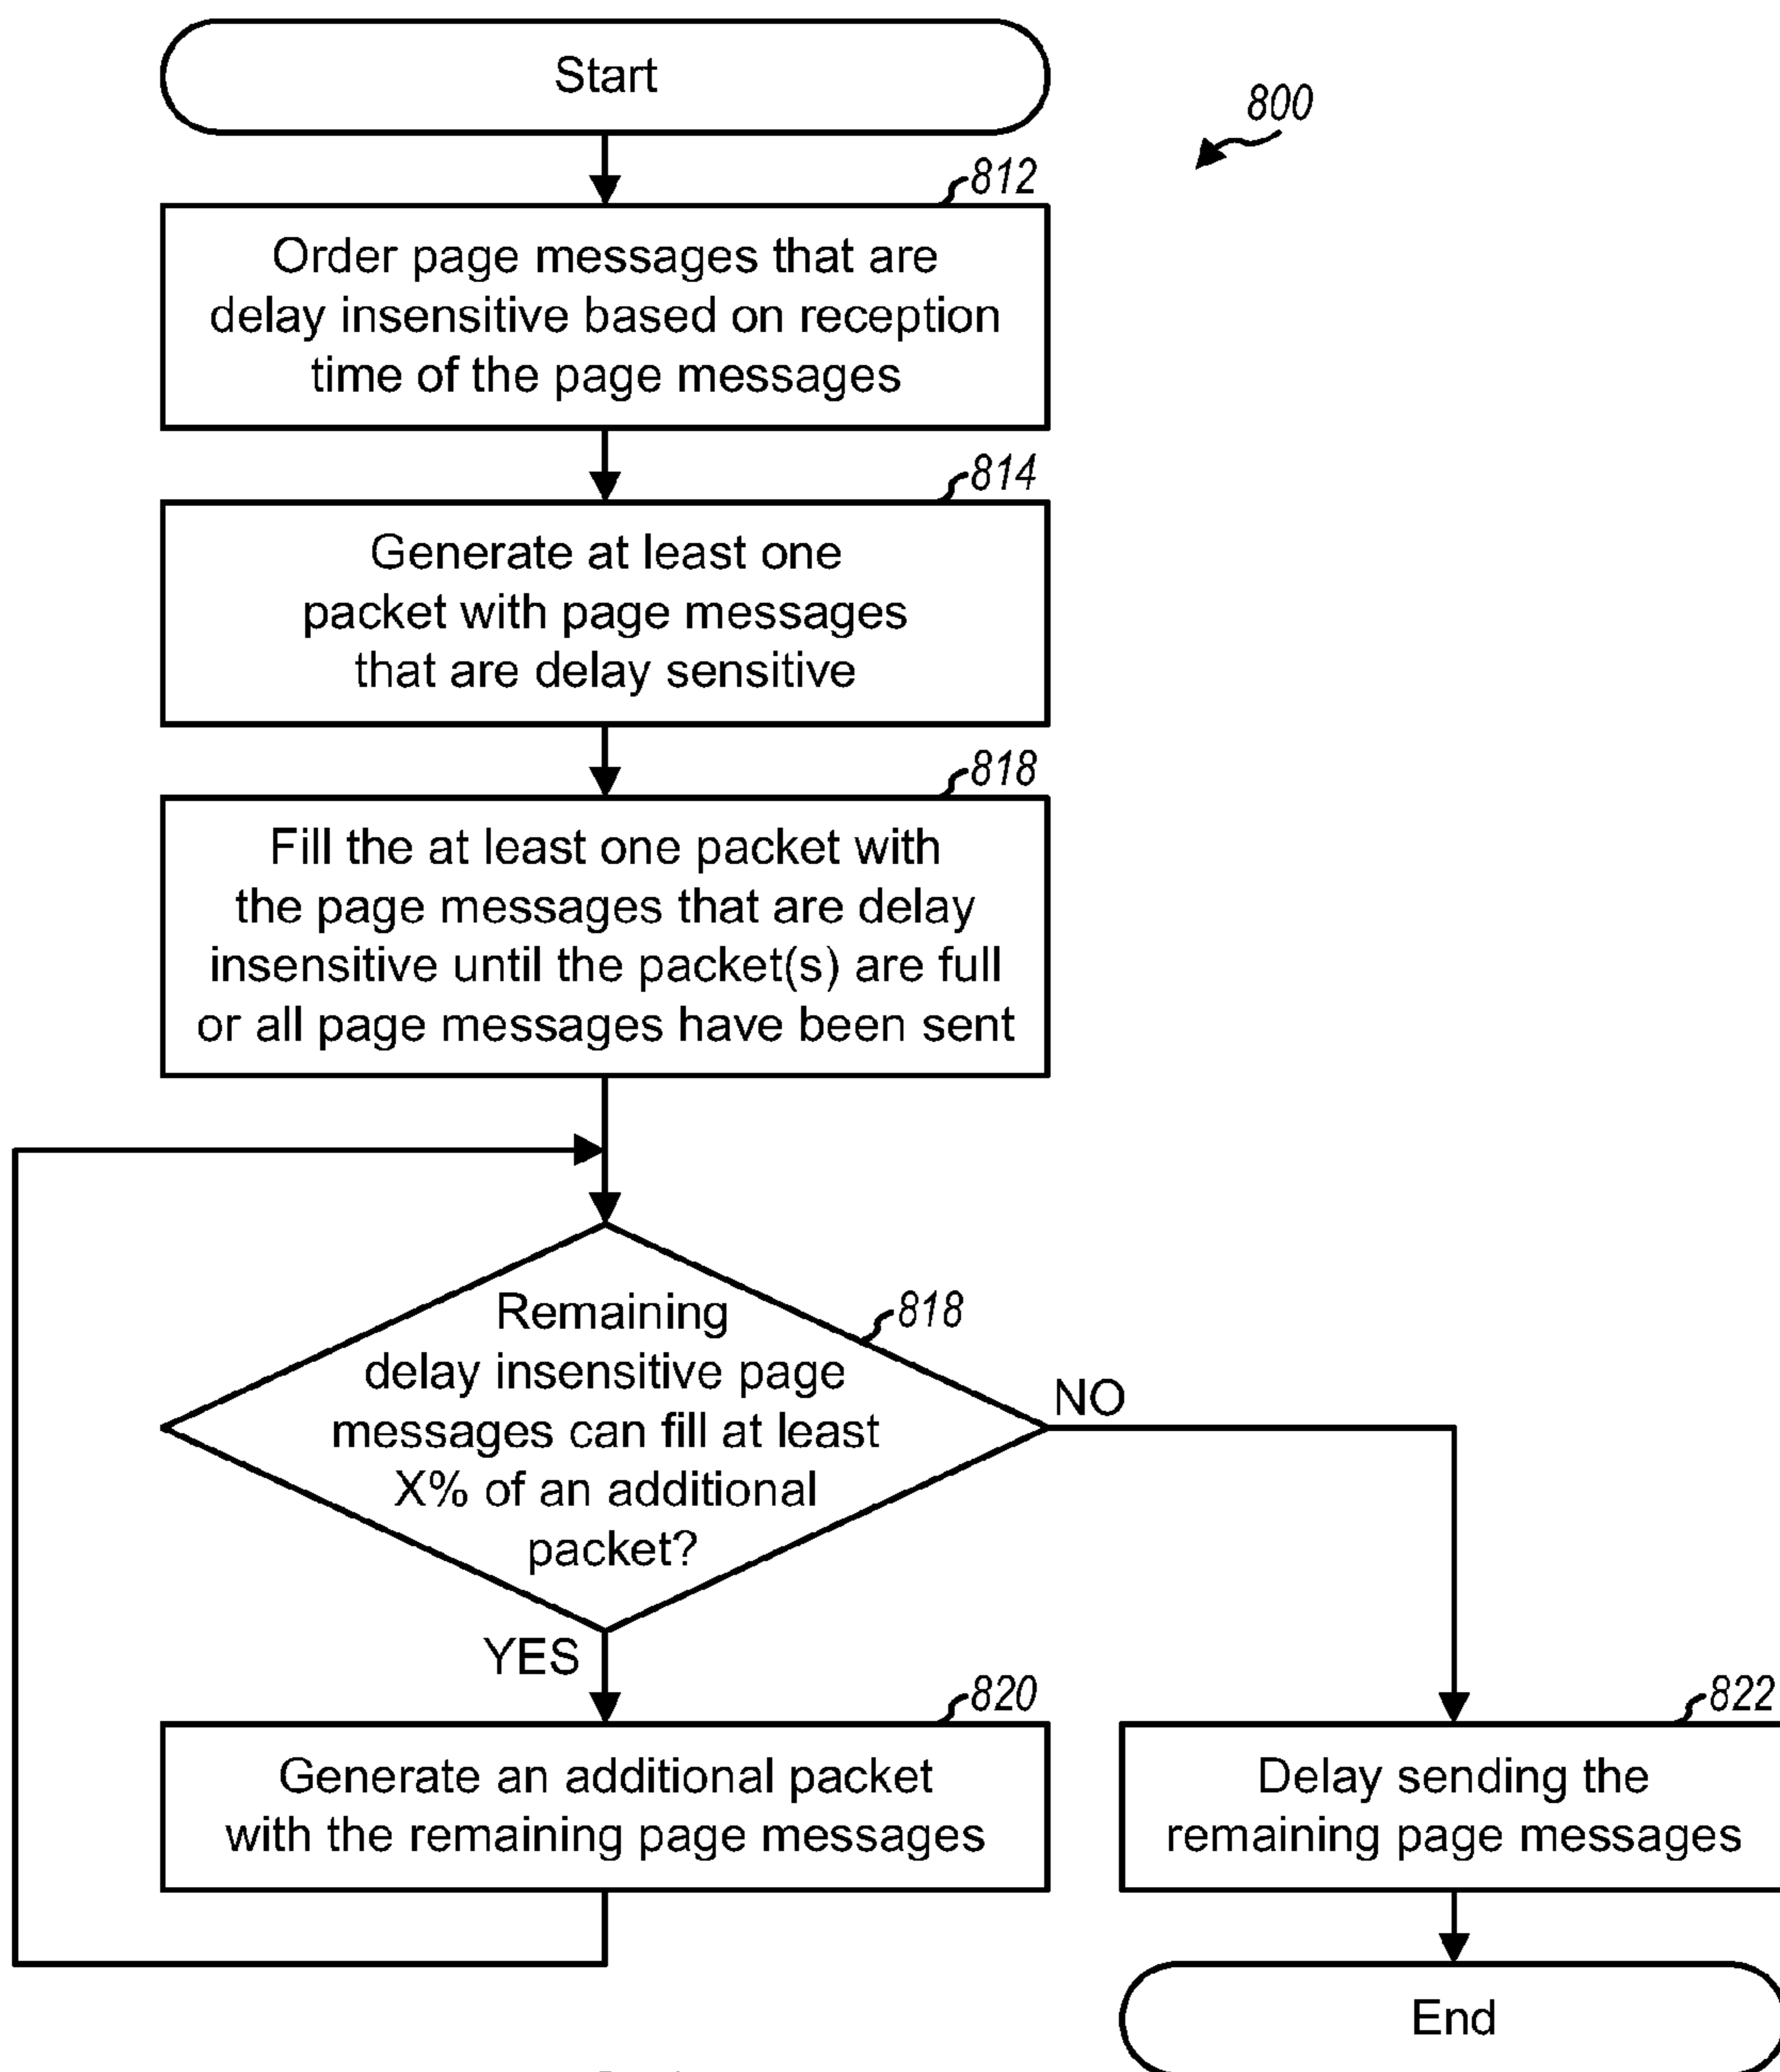 Start
800
812
Order page messages that are
delay insensitive based on reception
time of the page messages
814
Generate at least one
packet with page messages
that are delay sensitive
818
Fill the at least one packet with
the page messages that are delay
insensitive until the packet(s) are full
or all page messages have been sent
818
Remaining
delay insensitive page
messages can fill at least
X% of an additional
packet?
NO
YES
820
Generate an additional packet
with the remaining page messages
822
Delay sending the
remaining page messages
End